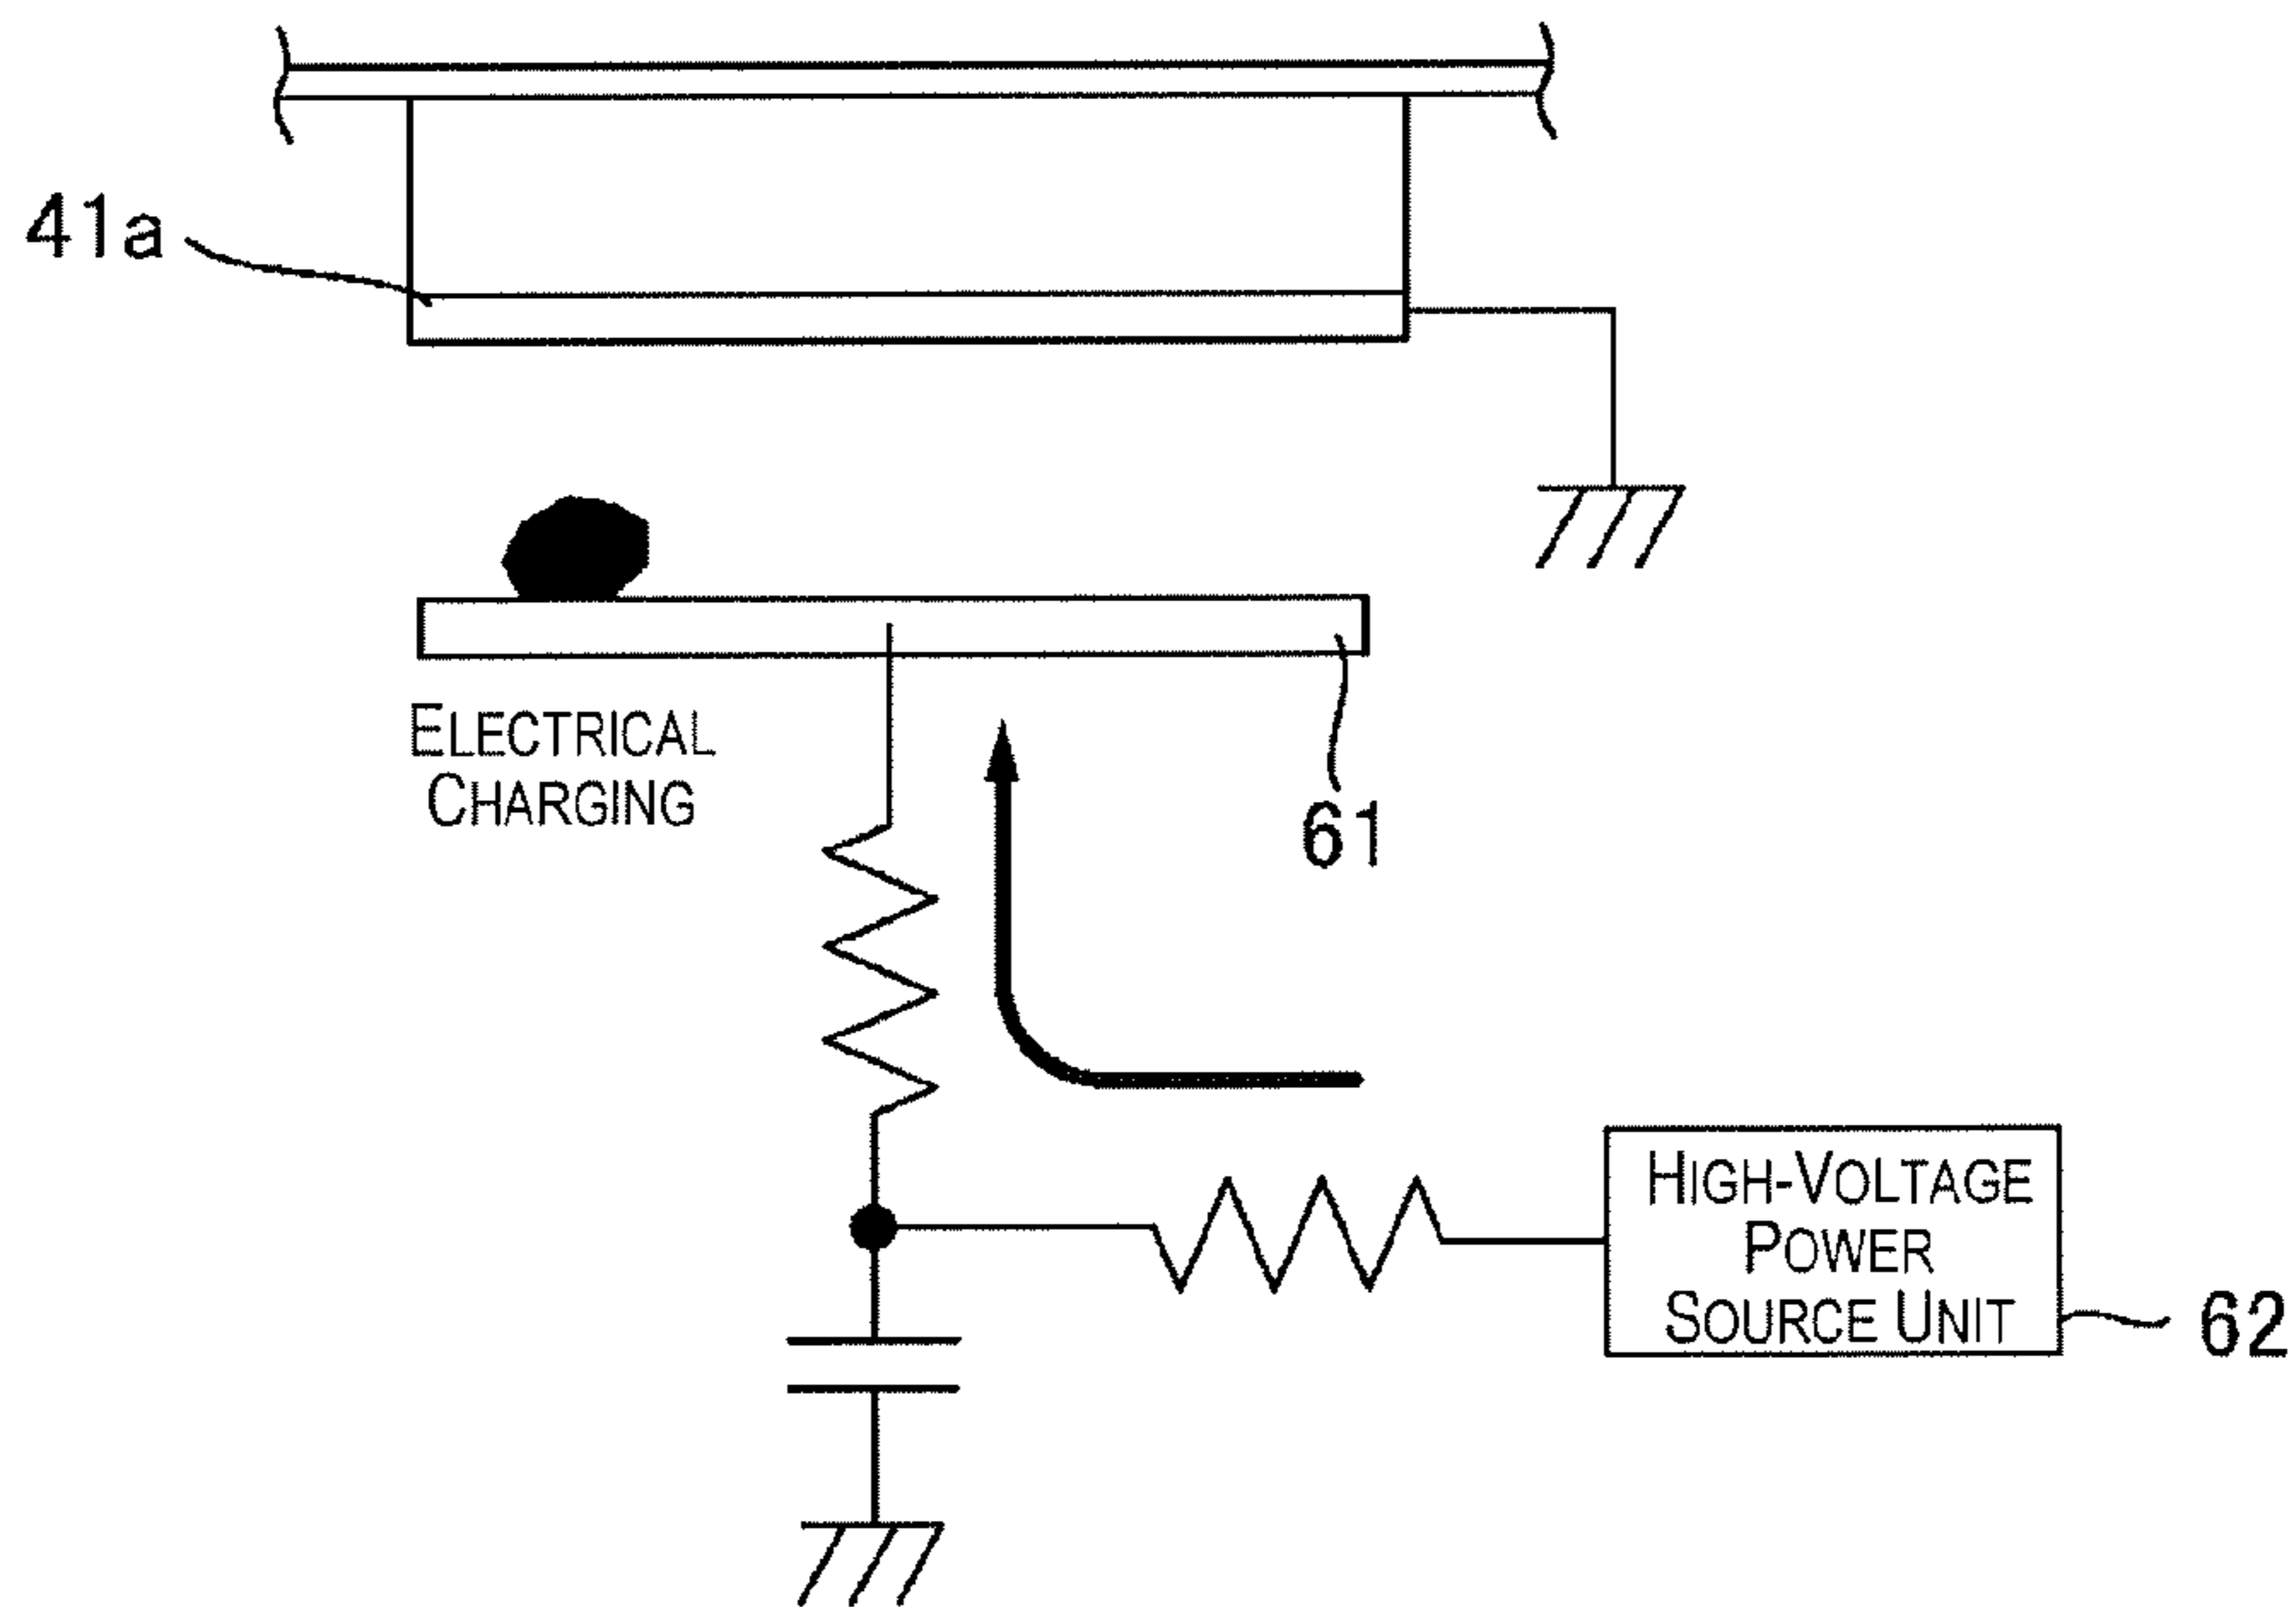 41a
ELECTRICAL
CHARGING
61
HIGH-VOLTAGE
POWER
SOURCE UNIT
62